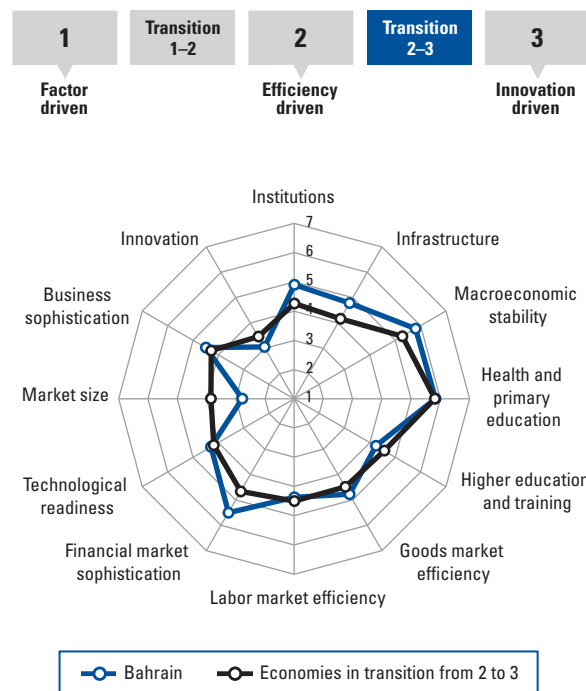 1
Transition
1–2
2
Transition
2–3
3
Factor
driven
Efficiency
driven
Innovation
driven
Institutions
7
Innovation
Infrastructure
6
Business
sophistication
5
Macroeconomic
stability
4
3
2
Market size
1
Health and
primary
education
Technological
readiness
Higher education
and training
Financial market
sophistication
Goods market
efficiency
Labor market efficiency
Bahrain
Economies in transition from 2 to 3